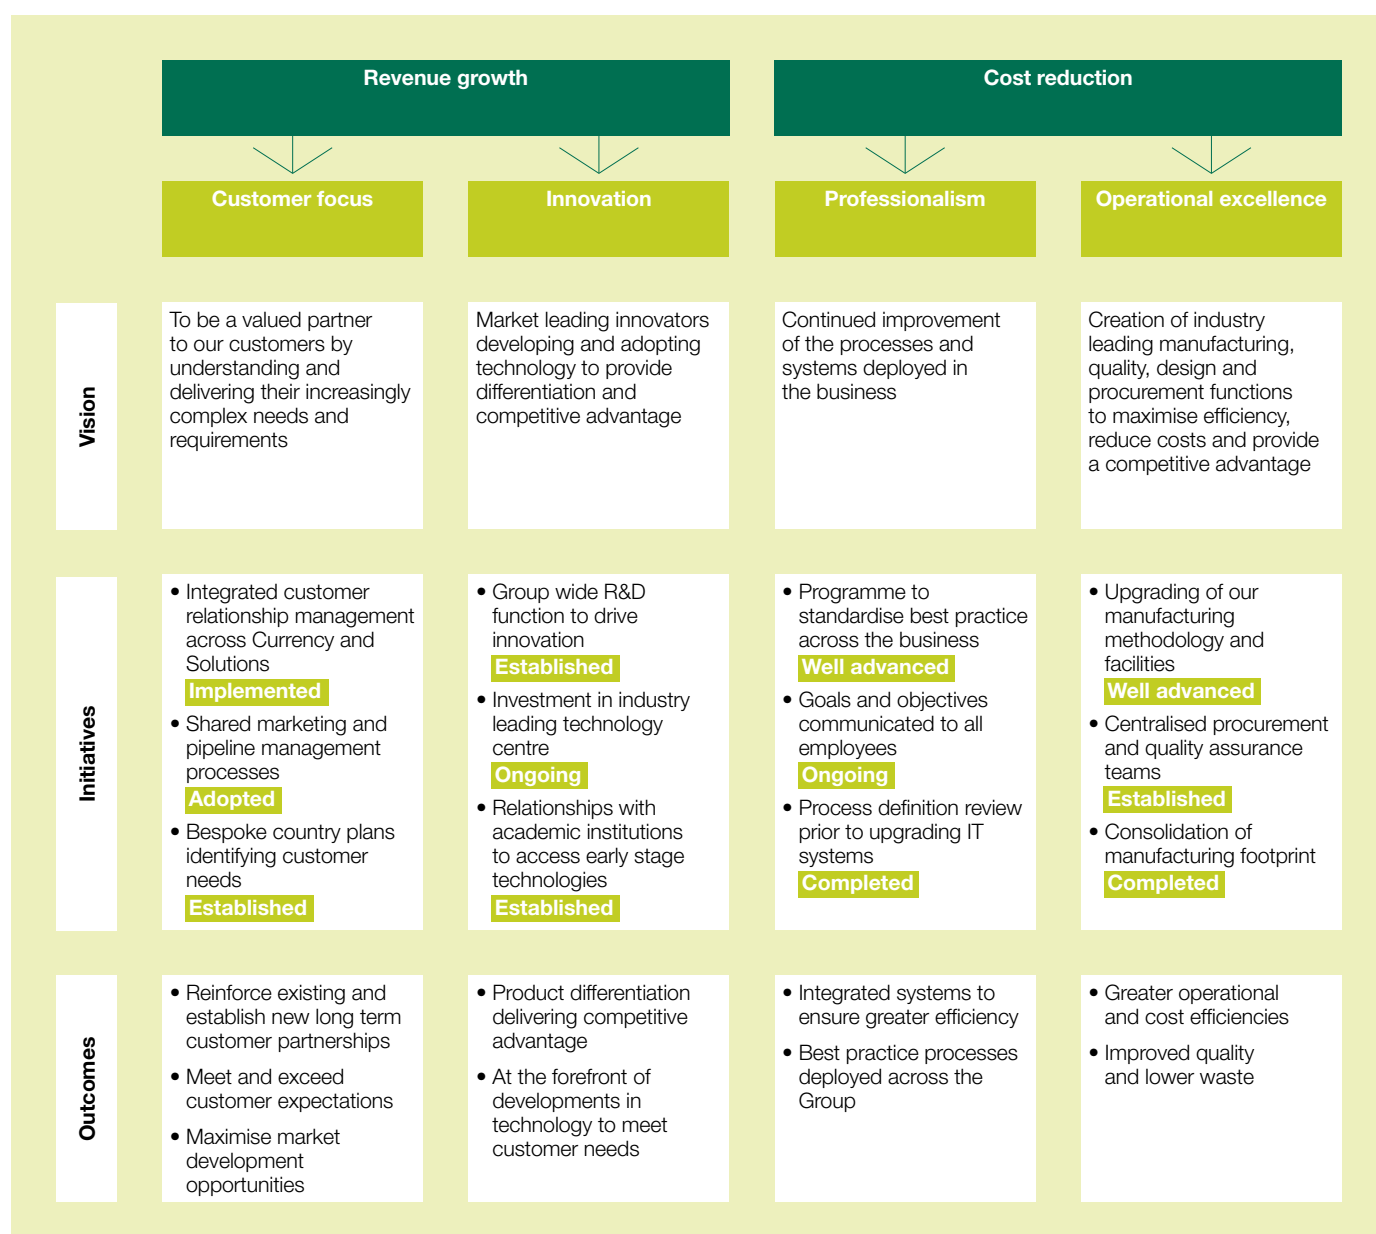 Revenue growth
Cost reduction
Customer focus
Innovation
Professionalism
Operational excellence
Vision
To be a valued partner
to our customers by
understanding and
delivering their increasingly
complex needs and
requirements
Market leading innovators
developing and adopting
technology to provide
differentiation and
competitive advantage
Continued improvement
of the processes and
systems deployed in
the business
Creation of industry
leading manufacturing,
quality, design and
procurement functions
to maximise efficiency,
reduce costs and provide
a competitive advantage
Initiatives
• Integrated customer
relationship management
across Currency and
Solutions
Implemented
• Shared marketing and
pipeline management
processes
Adopted
• Bespoke country plans
identifying customer
needs
Established
• Group wide R&D
function to drive
innovation
Established
• Investment in industry
leading technology
centre
Ongoing
• Relationships with
academic institutions
to access early stage
technologies
Established
• Programme to
standardise best practice
across the business
Well advanced
• Goals and objectives
communicated to all
employees
Ongoing
• Process definition review
prior to upgrading IT
systems
Completed
• Upgrading of our
manufacturing
methodology and
facilities
Well advanced
• Centralised procurement
and quality assurance
teams
Established
• Consolidation of
manufacturing footprint
Completed
Outcomes
• Reinforce existing and
establish new long term
customer partnerships
• Meet and exceed
customer expectations
• Maximise market
development
opportunities
• Product differentiation
delivering competitive
advantage
• At the forefront of
developments in
technology to meet
customer needs
• Integrated systems to
ensure greater efficiency
• Best practice processes
deployed across the
Group
• Greater operational
and cost efficiencies
• Improved quality
and lower waste